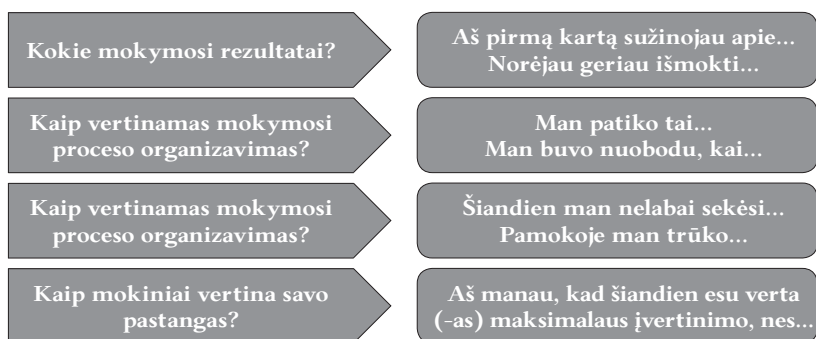 Kokie mokymosi rezultatai?
Aš pirmą kartą sužinojau apie...
Norėjau geriau išmokti...
Kaip vertinamas mokymosi
proceso organizavimas?
Man patiko tai...
Man buvo nuobodu, kai...
Kaip vertinamas mokymosi
proceso organizavimas?
Šiandien man nelabai sekėsi...
Pamokoje man trūko...
Kaip mokiniai vertina savo
pastangas?
Aš manau, kad šiandien esu verta
(-as) maksimalaus įvertinimo, nes...